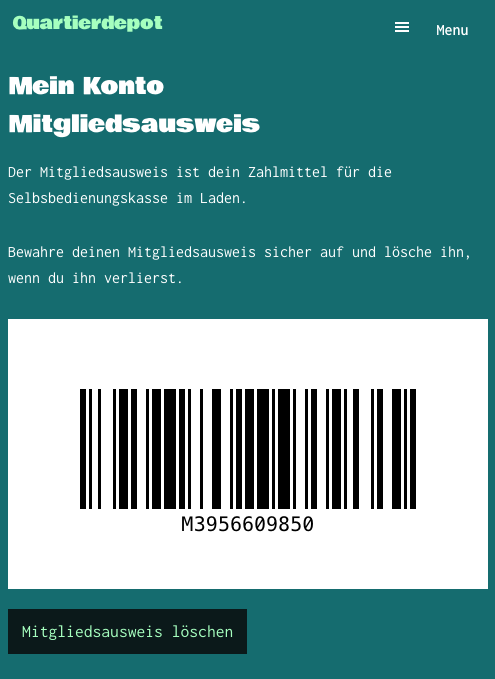 Quartierdepot
Menu
Mein Konto
Mitgliedsausweis
Der Mitgliedsausweis ist dein Zahlmittel für die
Selbsbedienungskasse im Laden.
Bewahre deinen Mitgliedsausweis sicher auf und lösche ihn,
wenn du ihn verlierst.
M3956609850
Mitgliedsausweis löschen